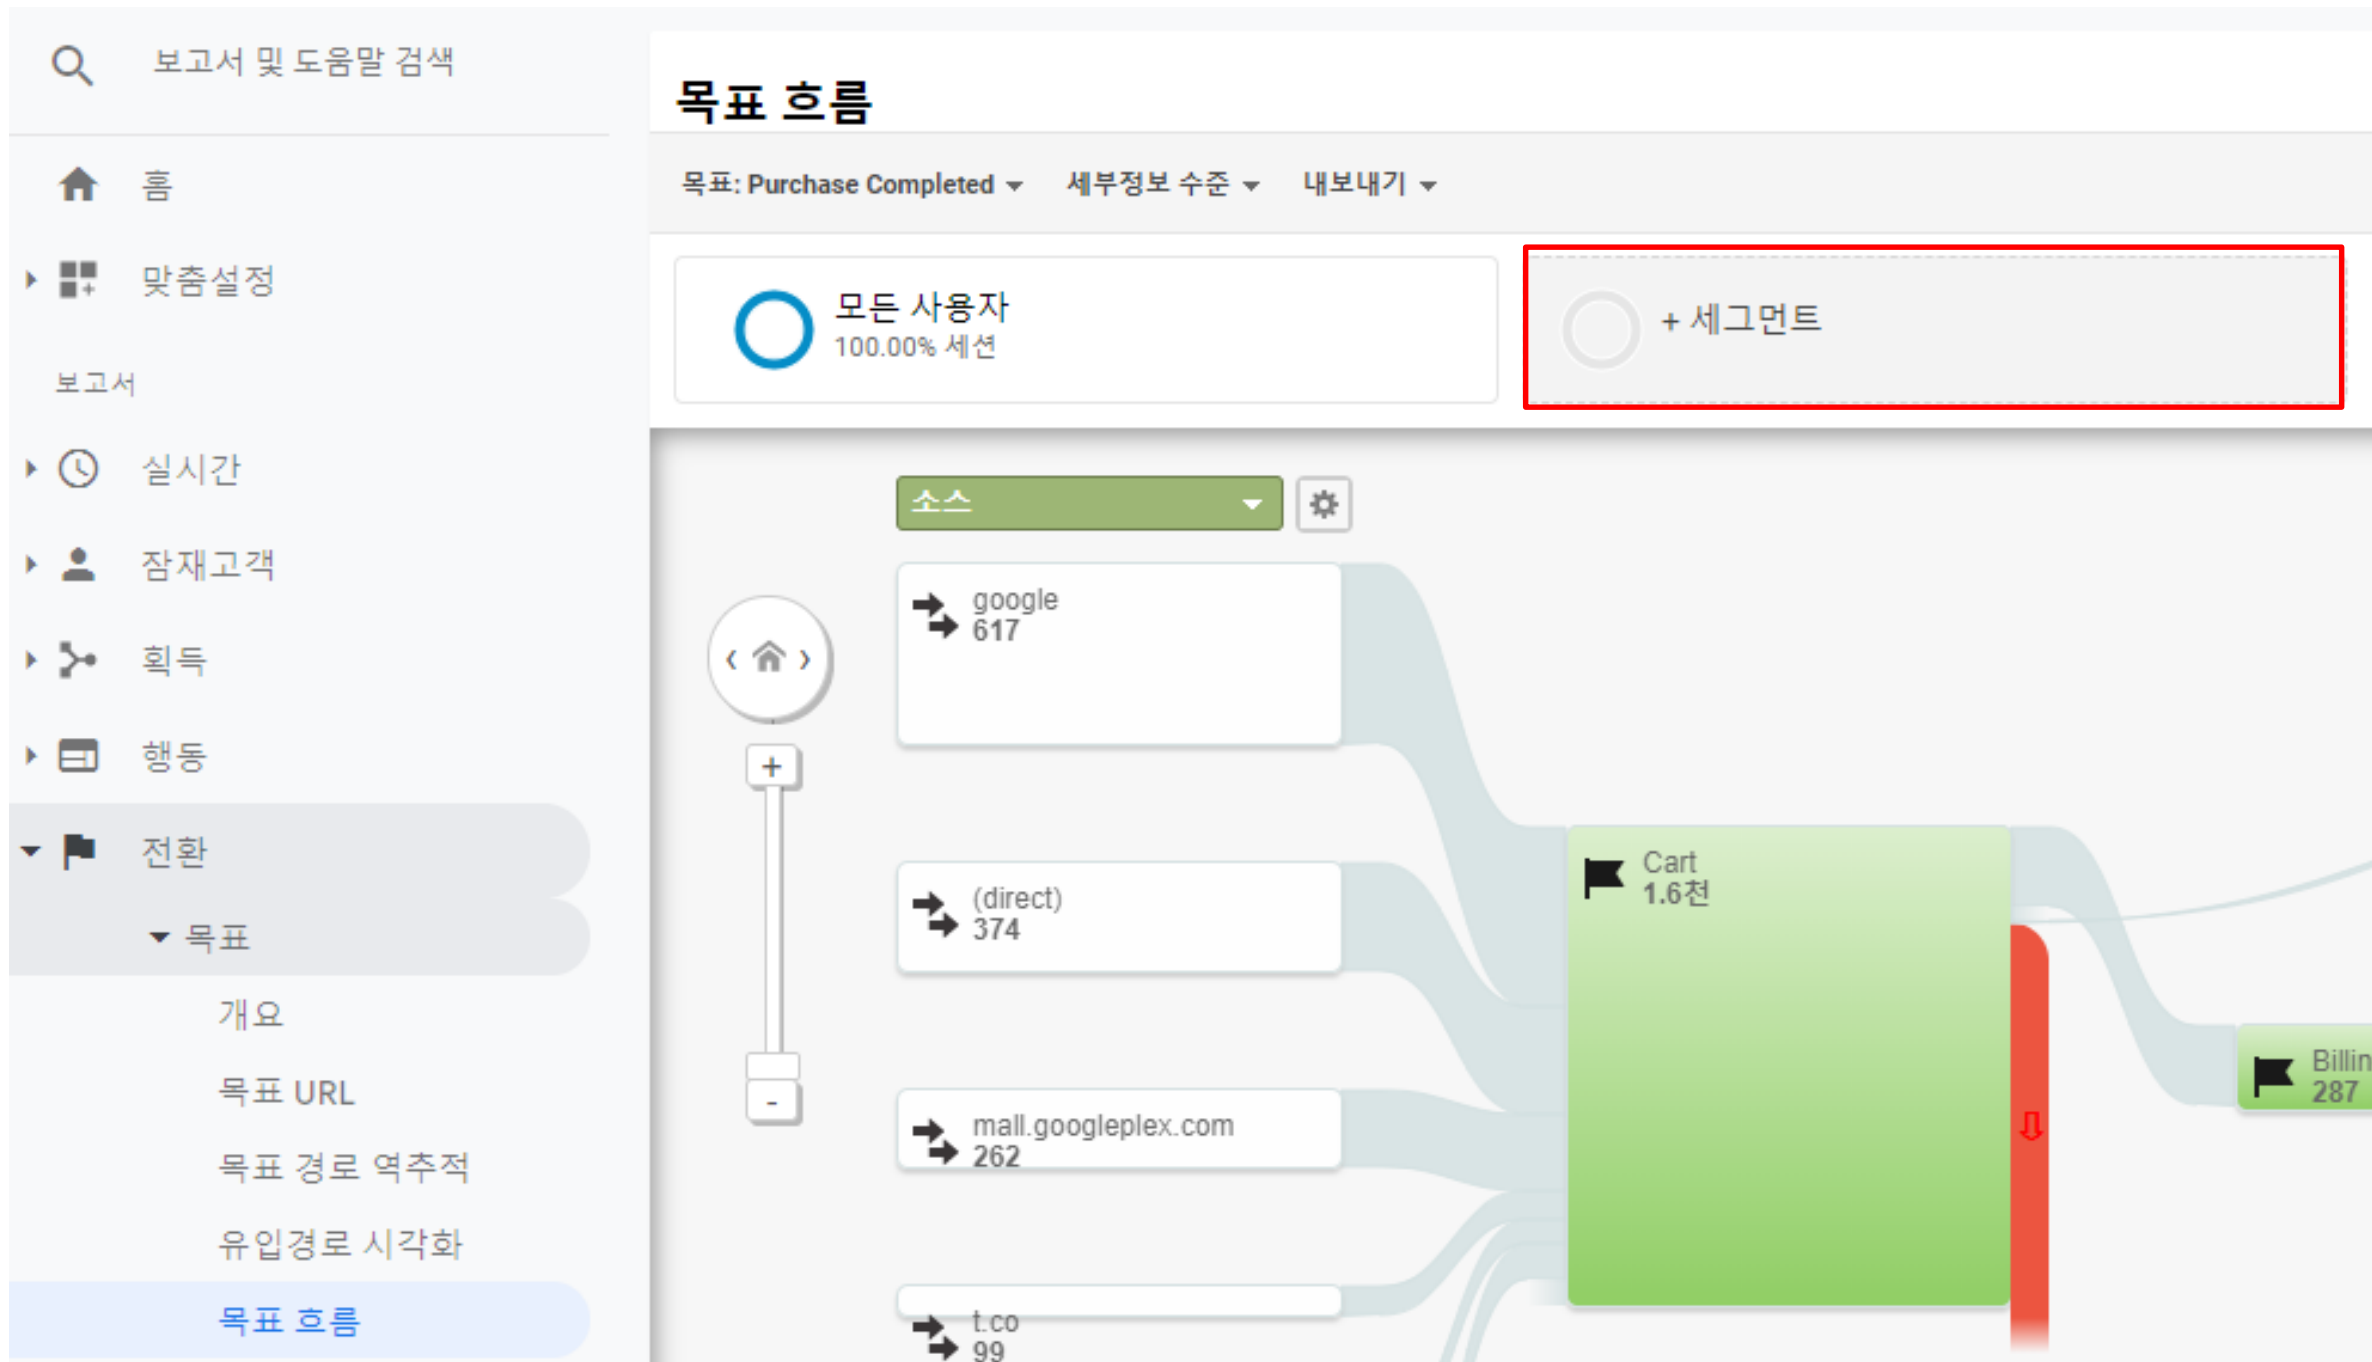 보고서 및 도움말 검색
홈
맞춤설정
보고서
실시간
잠재고객
획득
행동
전환
목표
개요
목표 URL
목표 경로 역추적
유입경로 시각화
목표 흐름
목표 흐름
목표: Purchase Completed 세부정보 수준 내보내기
모든 사용자
100.00% 세션
+ 세그먼트
소스
google
617
(direct)
374
mall.googleplex.com
262
t.co
99
+
-
Cart
1.6천
Billin
287